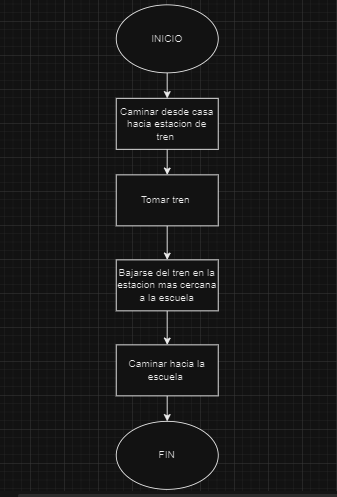 INICIO
Caminar desde casa
hacia estacion de
tren
Tomar tren
Bajarse del tren en la
estacion mas cercana
a la escuela
Caminar hacia la
escuela
FIN